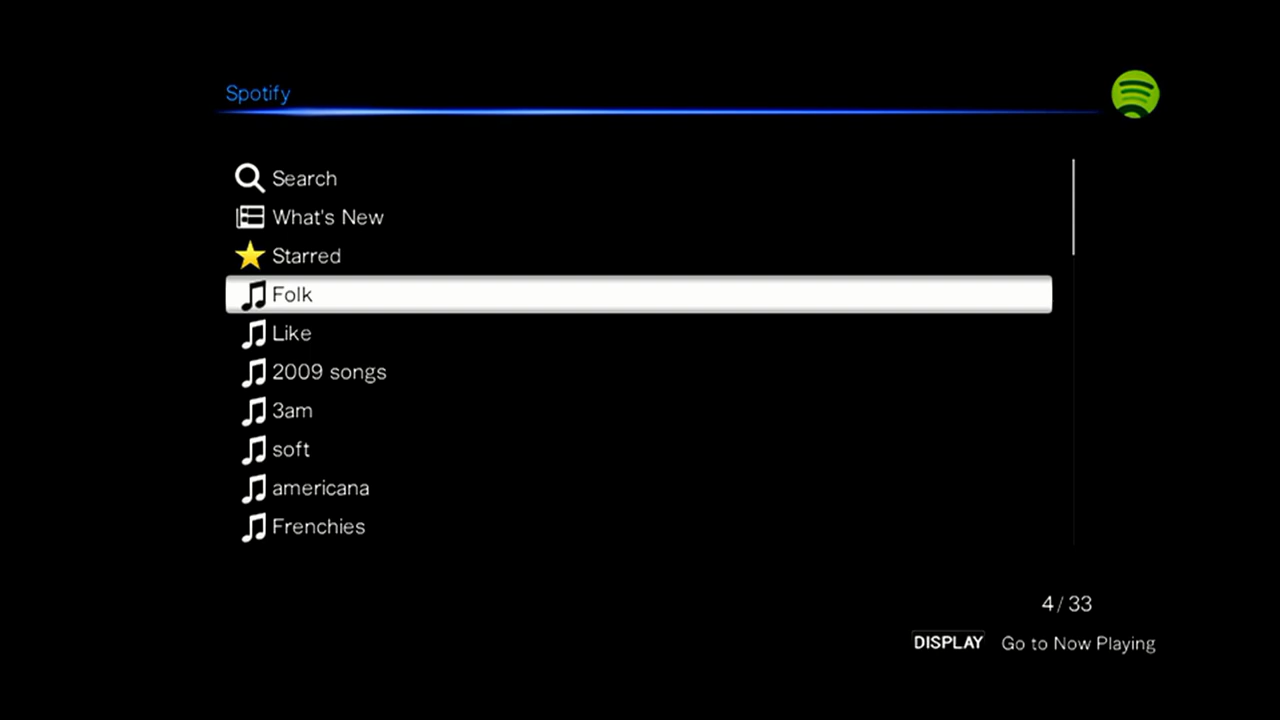 Spotify
Search
What's New
Starred
Folk
Like
2009 songs
3am
soft
americana
Frenchies
4/33
DISPLAY Go to Now Playing